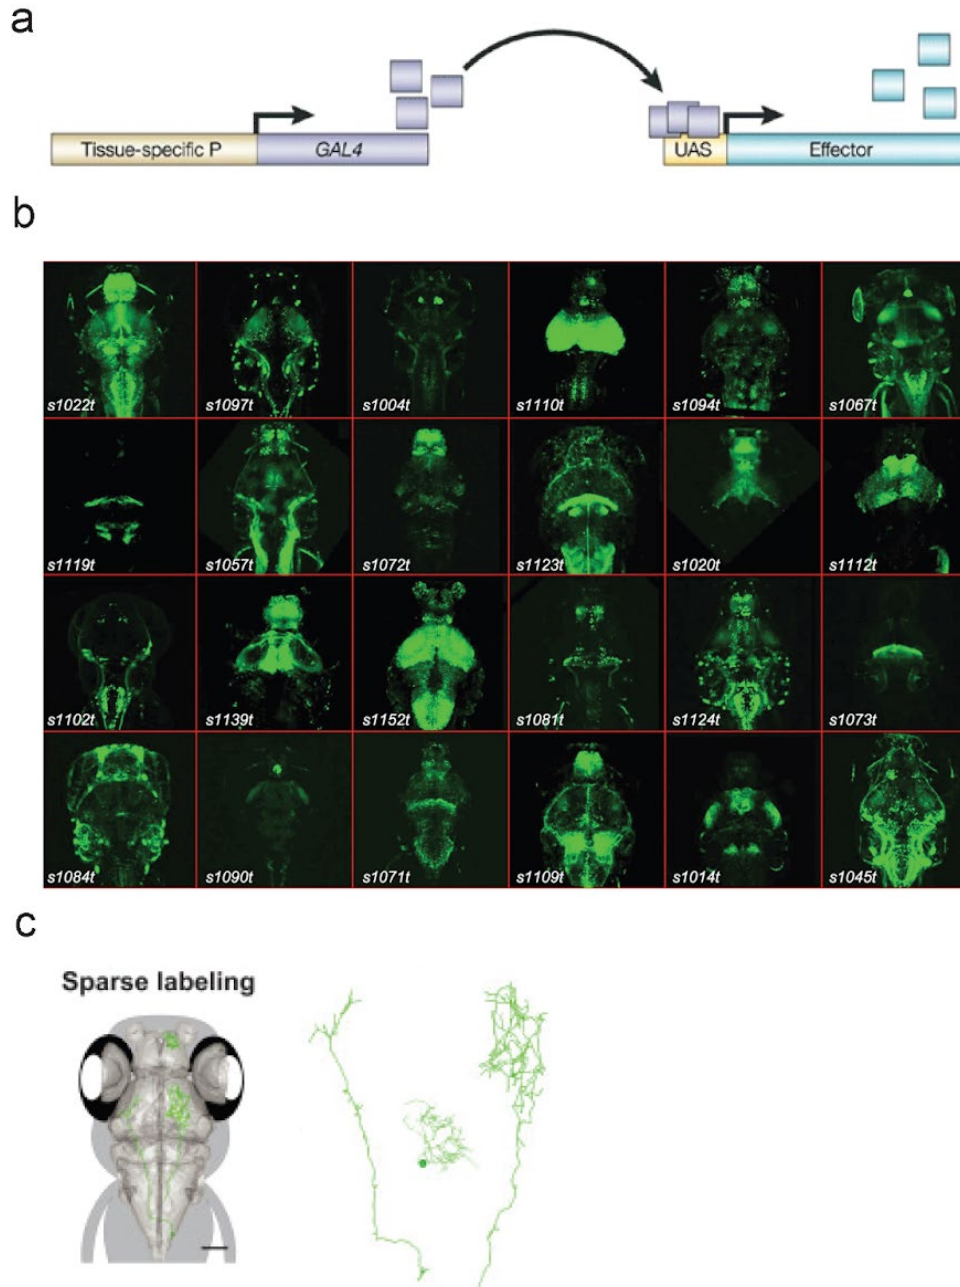 a
Tissue-specific P GAL4 UAS Effector
b
s1022t s1097t s1004t s1110t s1094t s1067t
s1119t s1057t s1072t s1123t s1020t s1112t
s1102t s1139t s1152t s1081t s1124t s1073t
s1084t s1090t s1071t s1109t s1014t s1045t
c
Sparse labeling